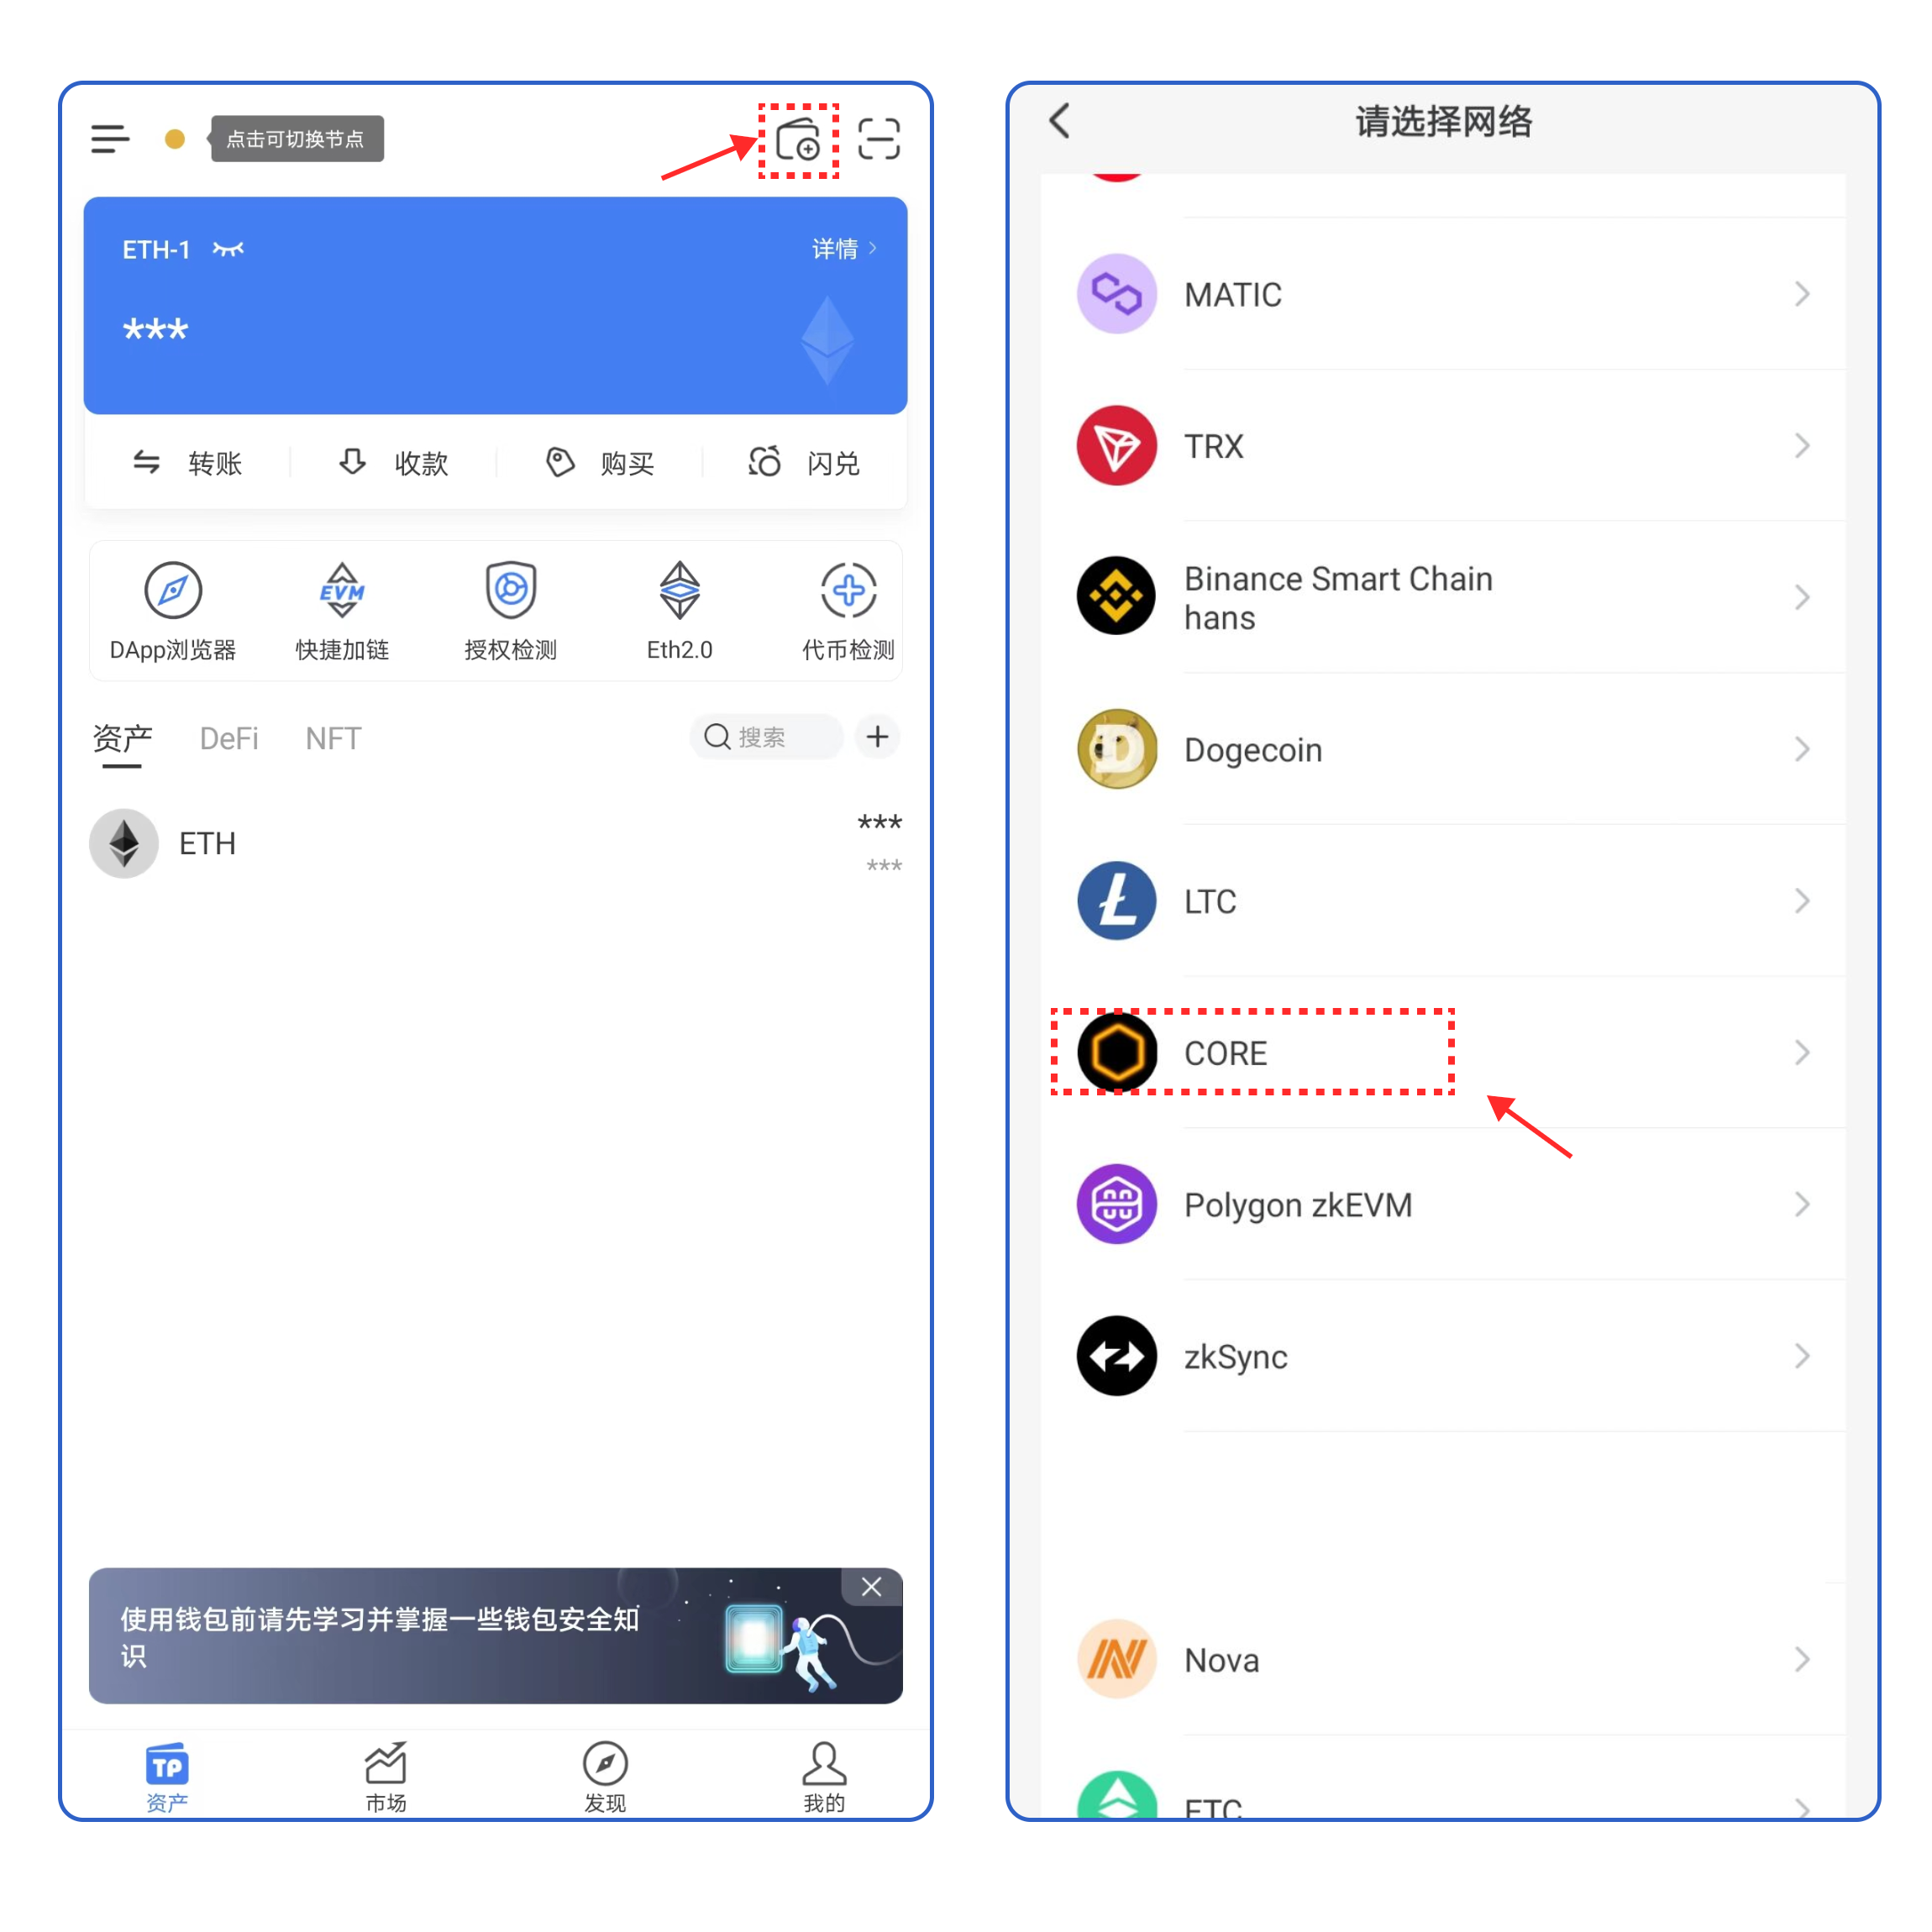 点击可切换节点
ETH-1
详情
***
转账
收款
购买
闪兑
EVM
DApp浏览器
快捷加链
授权检测
Eth2.0
代币检测
资产
DeFi
NFT
搜索
ETH
***
***
使用钱包前请先学习并掌握一些钱包安全知
识
TP
资产
市场
发现
我的
请选择网络
MATIC
TRX
Binance Smart Chain
hans
Dogecoin
LTC
CORE
Polygon zkEVM
zkSync
Nova
ETC